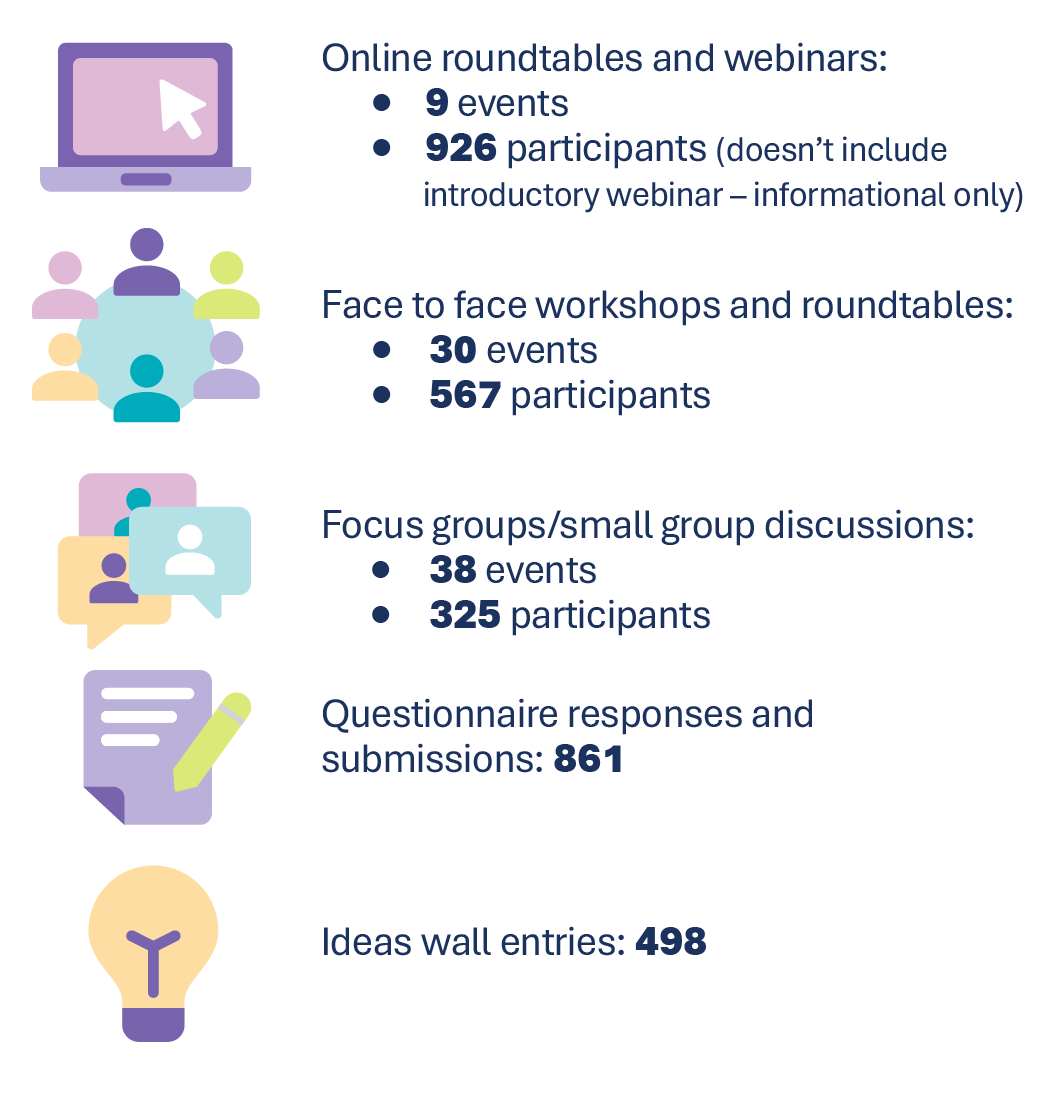 Online roundtables and webinars:
● 9 events
● 926 participants (doesn’t include
introductory webinar – informational only)
Face to face workshops and roundtables:
● 30 events
● 567 participants
Focus groups/small group discussions:
● 38 events
● 325 participants
Questionnaire responses and
submissions: 861
Ideas wall entries: 498